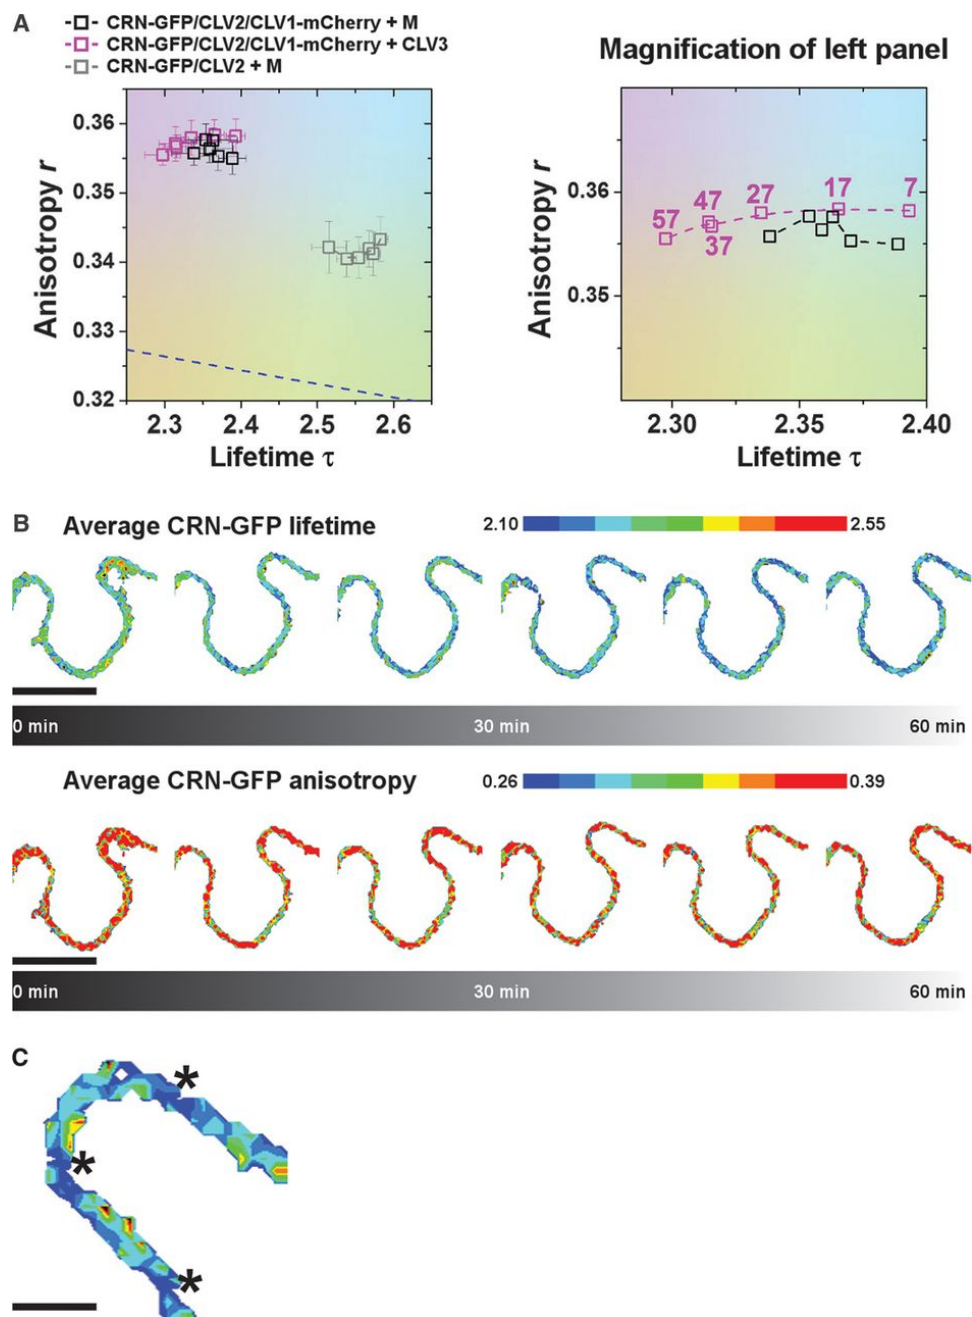 A
CRN-GFP/CLV2/CLV1-mCherry + M
CRN-GFP/CLV2/CLV1-mCherry + CLV3
CRN-GFP/CLV2 + M
Anisotropy r
0.36
0.35
0.34
0.33
0.32
2.3 2.4 2.5 2.6
Lifetime τ
Magnification of left panel
Anisotropy r
0.36
0.35
57 47 37 27 17 7
2.30 2.35 2.40
Lifetime τ
B
Average CRN-GFP lifetime
2.10 2.55
0 min 30 min 60 min
Average CRN-GFP anisotropy
0.26 0.39
0 min 30 min 60 min
C
*
*
*